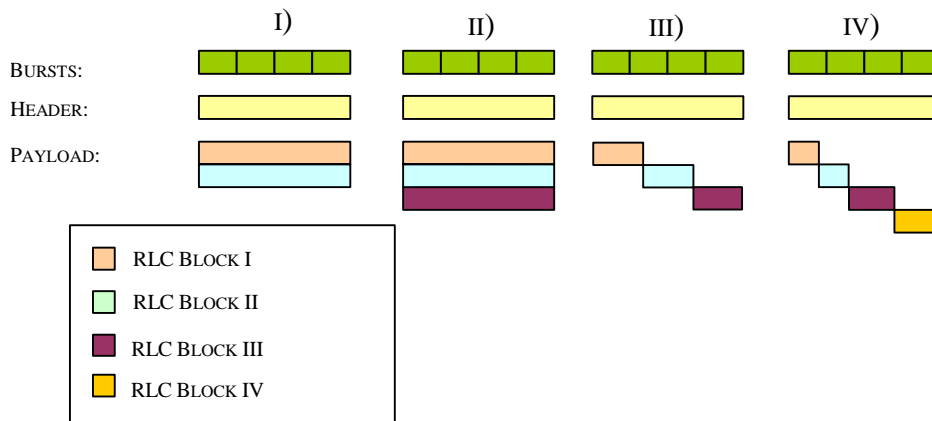 I) II) III) IV)
BURSTS:
HEADER:
PAYLOAD:
RLC BLOCK I
RLC BLOCK II
RLC BLOCK III
RLC BLOCK IV